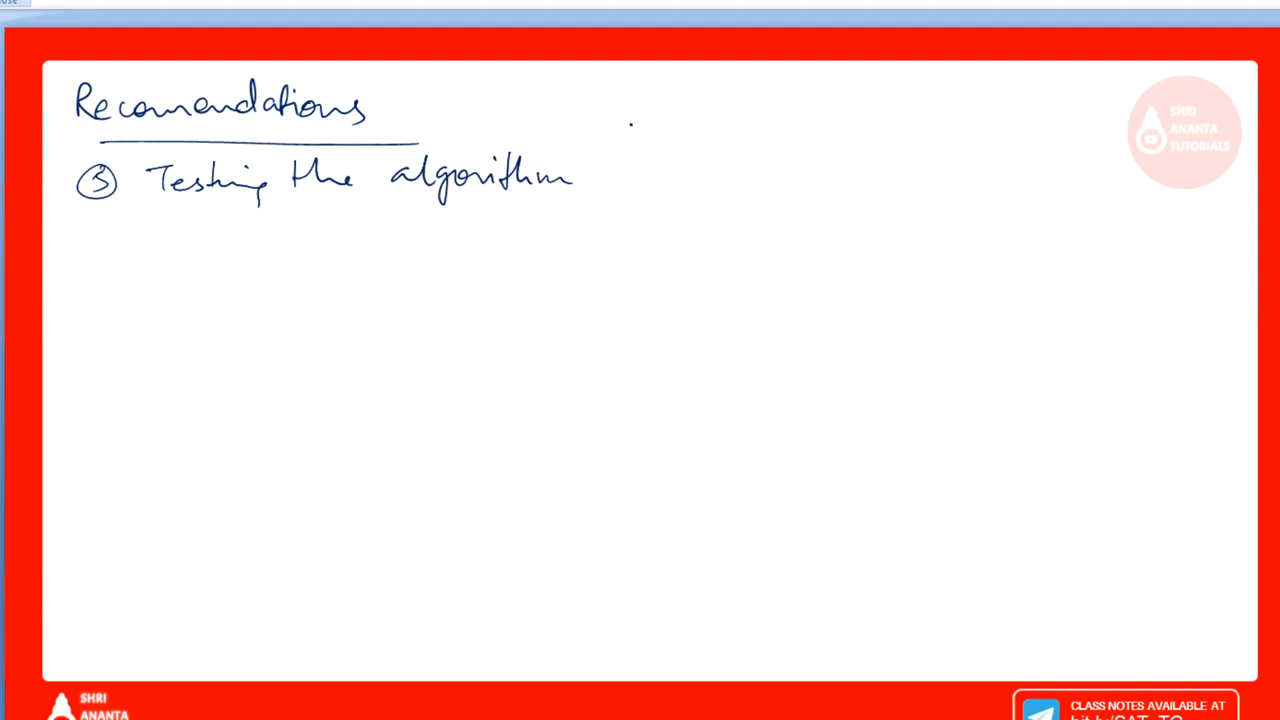 Recomendations
③ Testing the algorithm
SHRI
ANANTA
TUTORIALS
SHRI
ANANTA
CLASS NOTES AVAILABLE AT